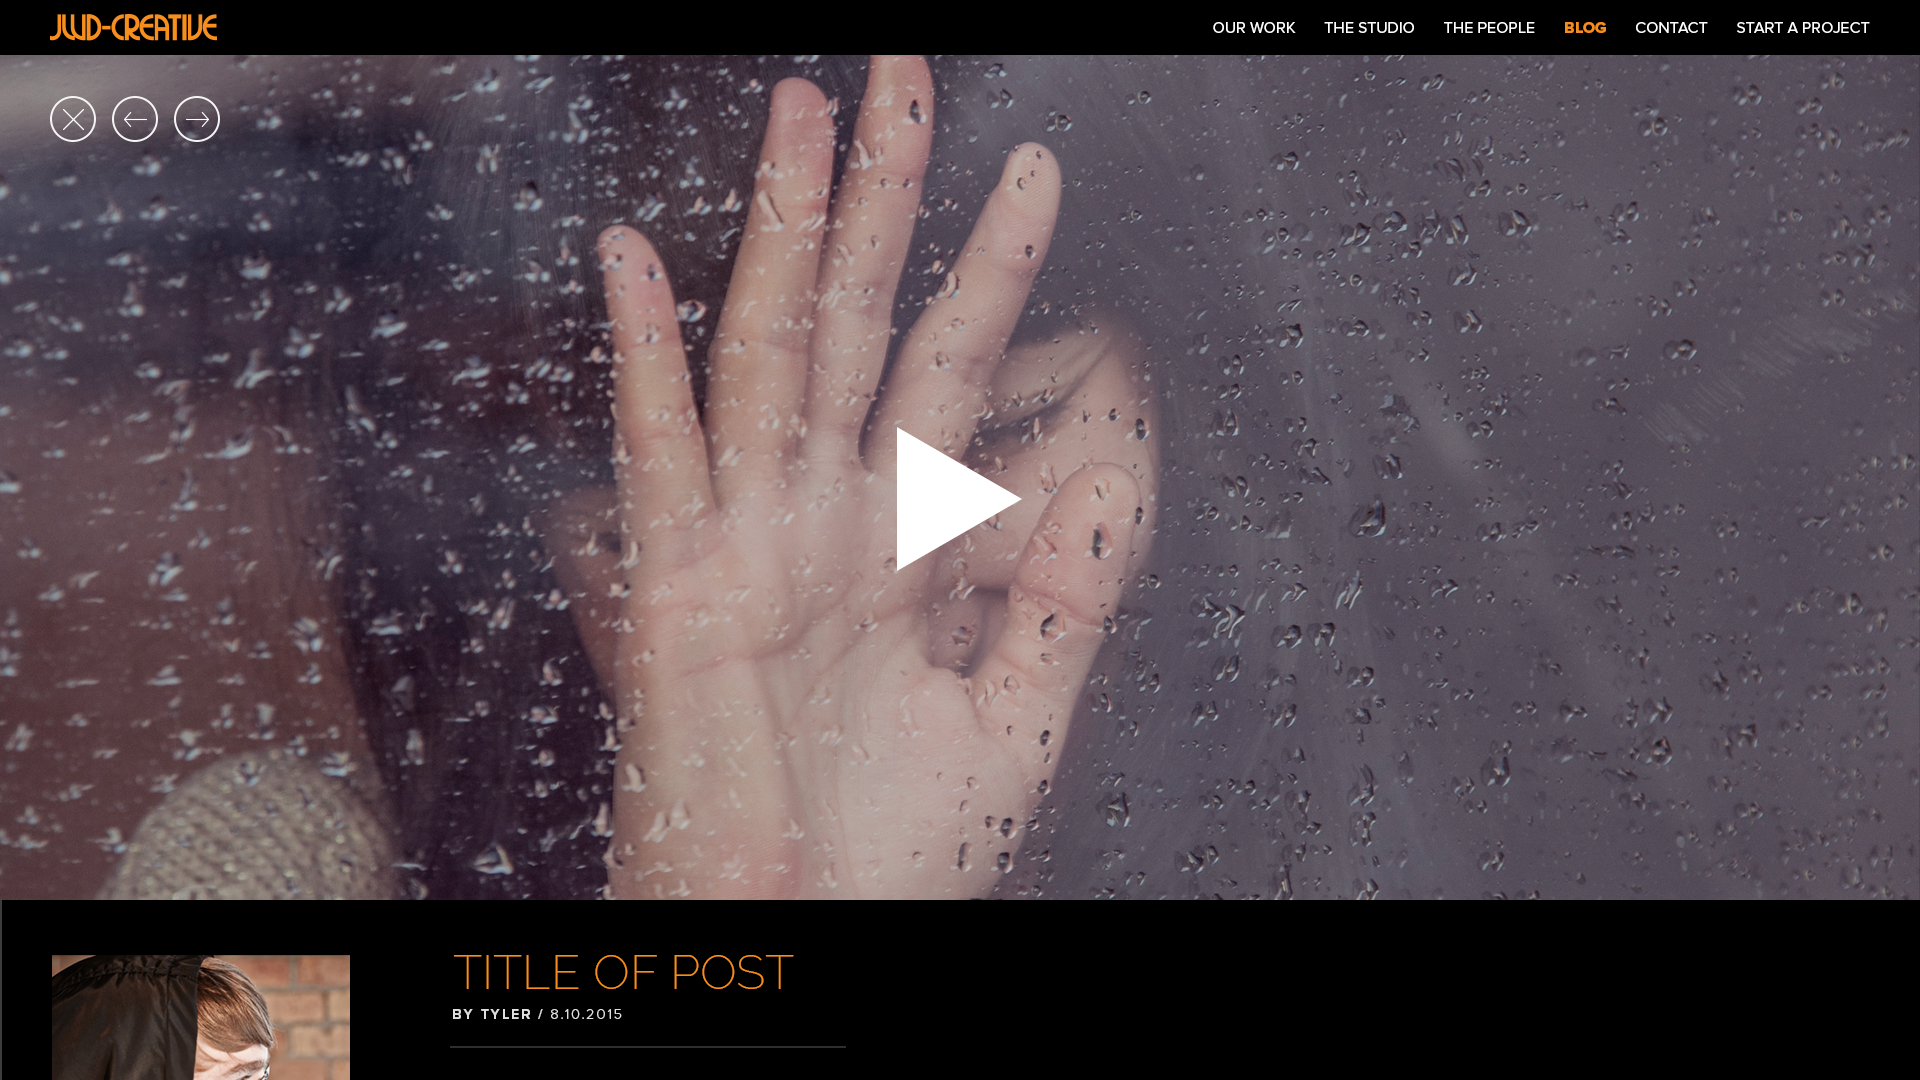 JWD-CREATIVE
OUR WORK THE STUDIO THE PEOPLE BLOG CONTACT START A PROJECT
TITLE OF POST
BY TYLER / 8.10.2015